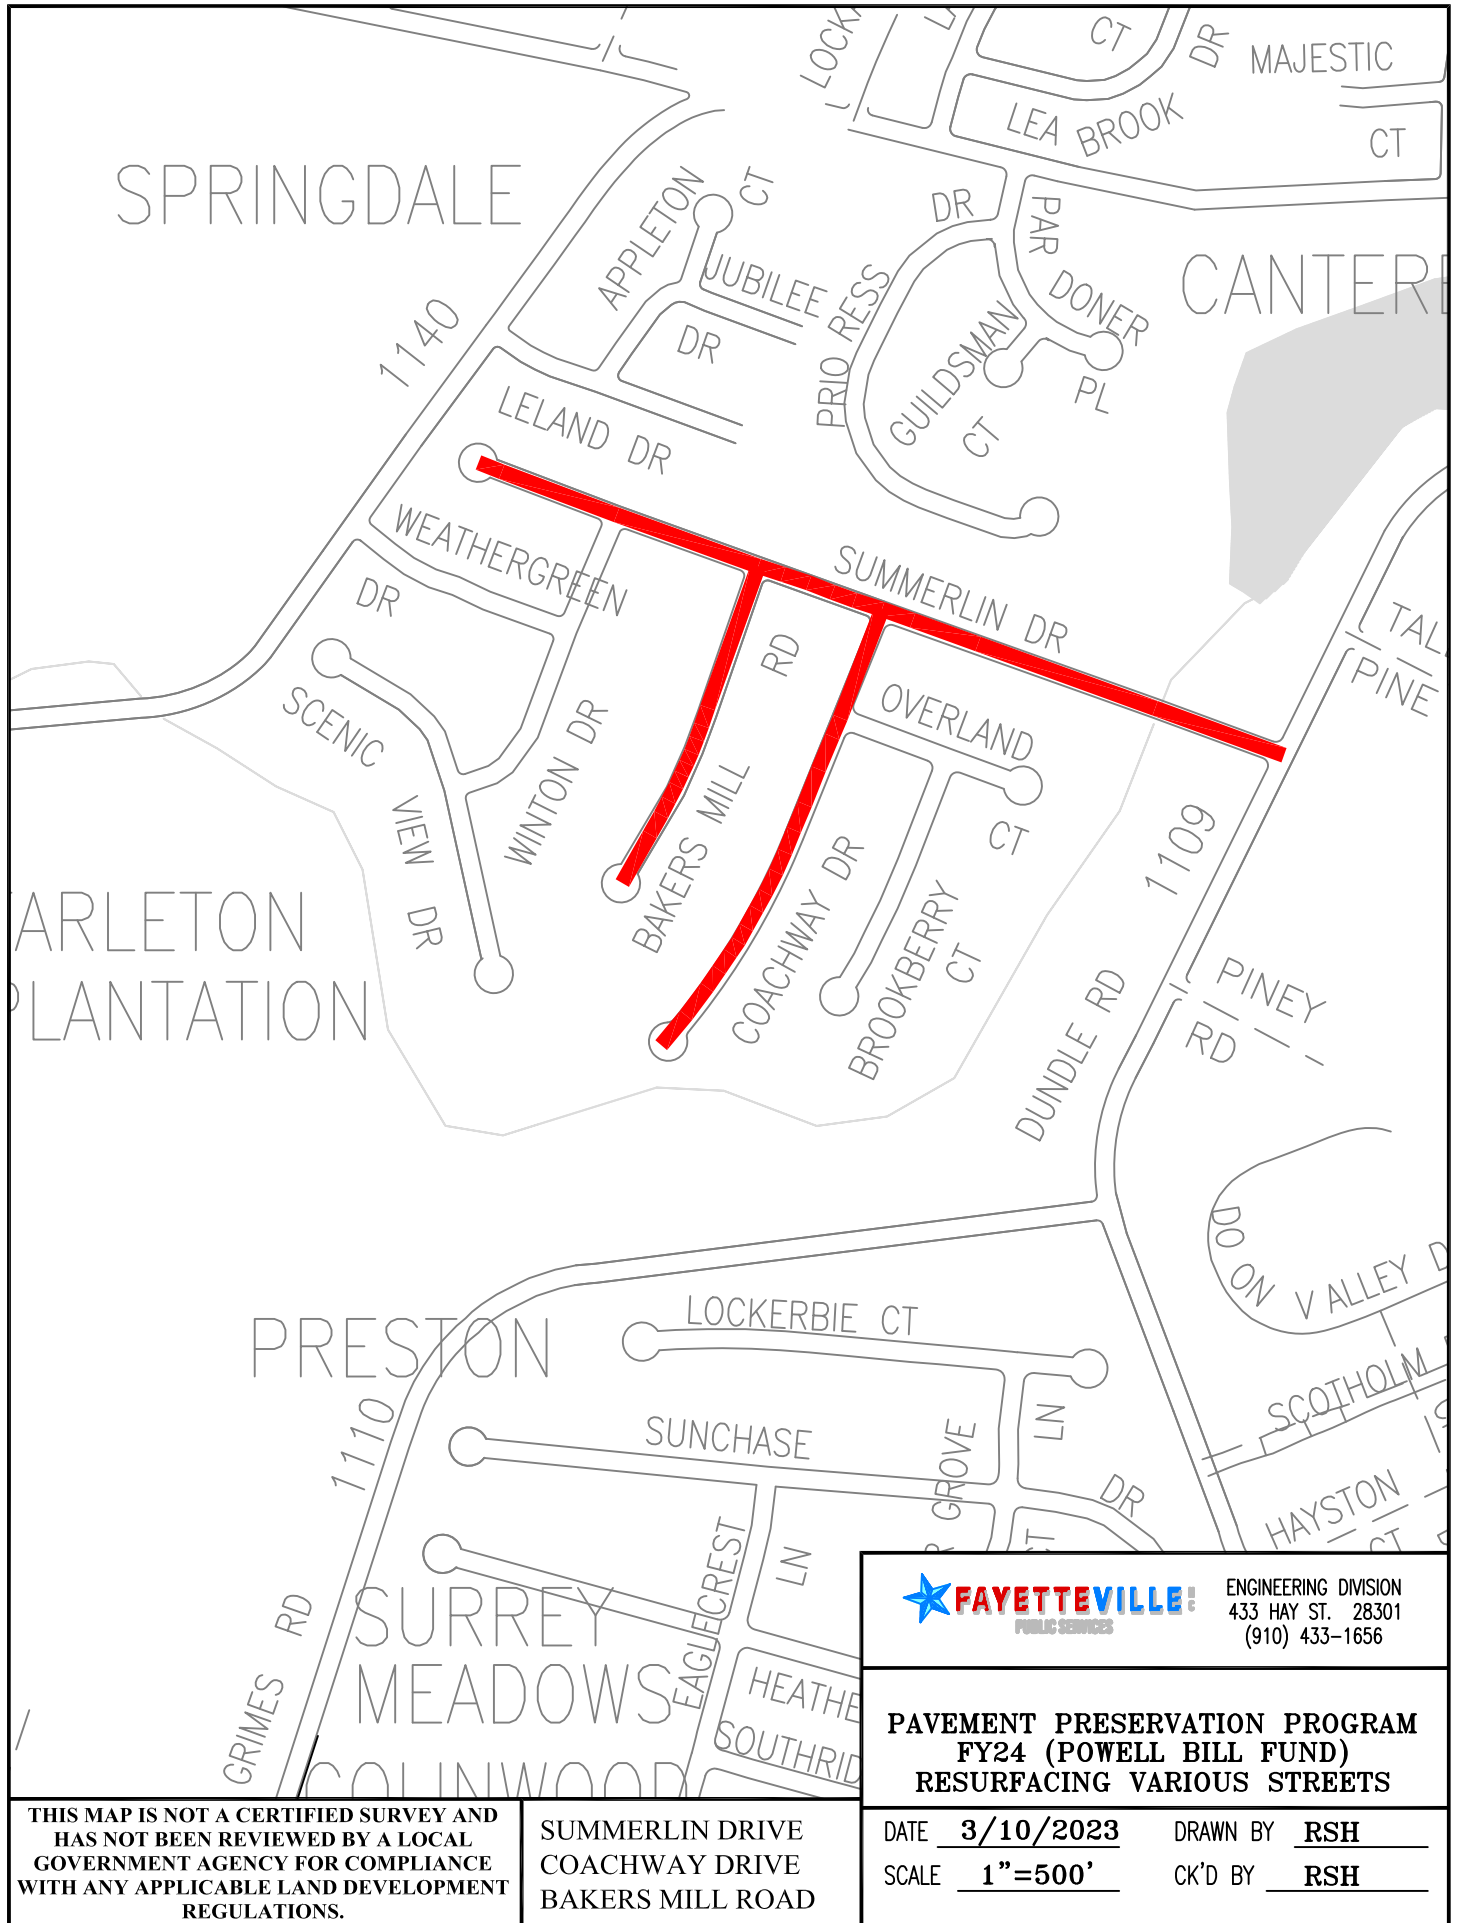 CT
DR
MAJESTIC
LEA BROOK
CT
SPRINGDALE
APPLETON
CT
DR
PAR
DONER
PL
CANTERB
1140
JUBILEE
DR
PRIO RESS
GUILDSMAN
CT
LELAND DR
WEATHERGREEN
DR
SUMMERLIN DR
TAL
PINE
RD
SCENIC
VIEW DR
WINTON DR
OVERLAND
CT
BAKERS MILL
1109
COACHWAY DR
BROOKBERRY
CT
ARLETON
PLANTATION
PINEY
RD
DUNDLE RD
DO ON
VALLEY D
LOCKERBIE CT
PRESTON
SCOTHOLM
LN
1110
SUNCHASE
GROVE
DR
HAYSTON
CT
EAGLECREST
LN
SURREY
MEADOWS
GRIMES RD
HEATHE
SOUTHRID
COLINWOOD
FAYETTEVILLE NC
PUBLIC SERVICES
ENGINEERING DIVISION
433 HAY ST. 28301
(910) 433-1656
PAVEMENT PRESERVATION PROGRAM
FY24 (POWELL BILL FUND)
RESURFACING VARIOUS STREETS
THIS MAP IS NOT A CERTIFIED SURVEY AND
HAS NOT BEEN REVIEWED BY A LOCAL
GOVERNMENT AGENCY FOR COMPLIANCE
WITH ANY APPLICABLE LAND DEVELOPMENT
REGULATIONS.
SUMMERLIN DRIVE
COACHWAY DRIVE
BAKERS MILL ROAD
DATE 3/10/2023 DRAWN BY RSH
SCALE 1"=500' CK'D BY RSH